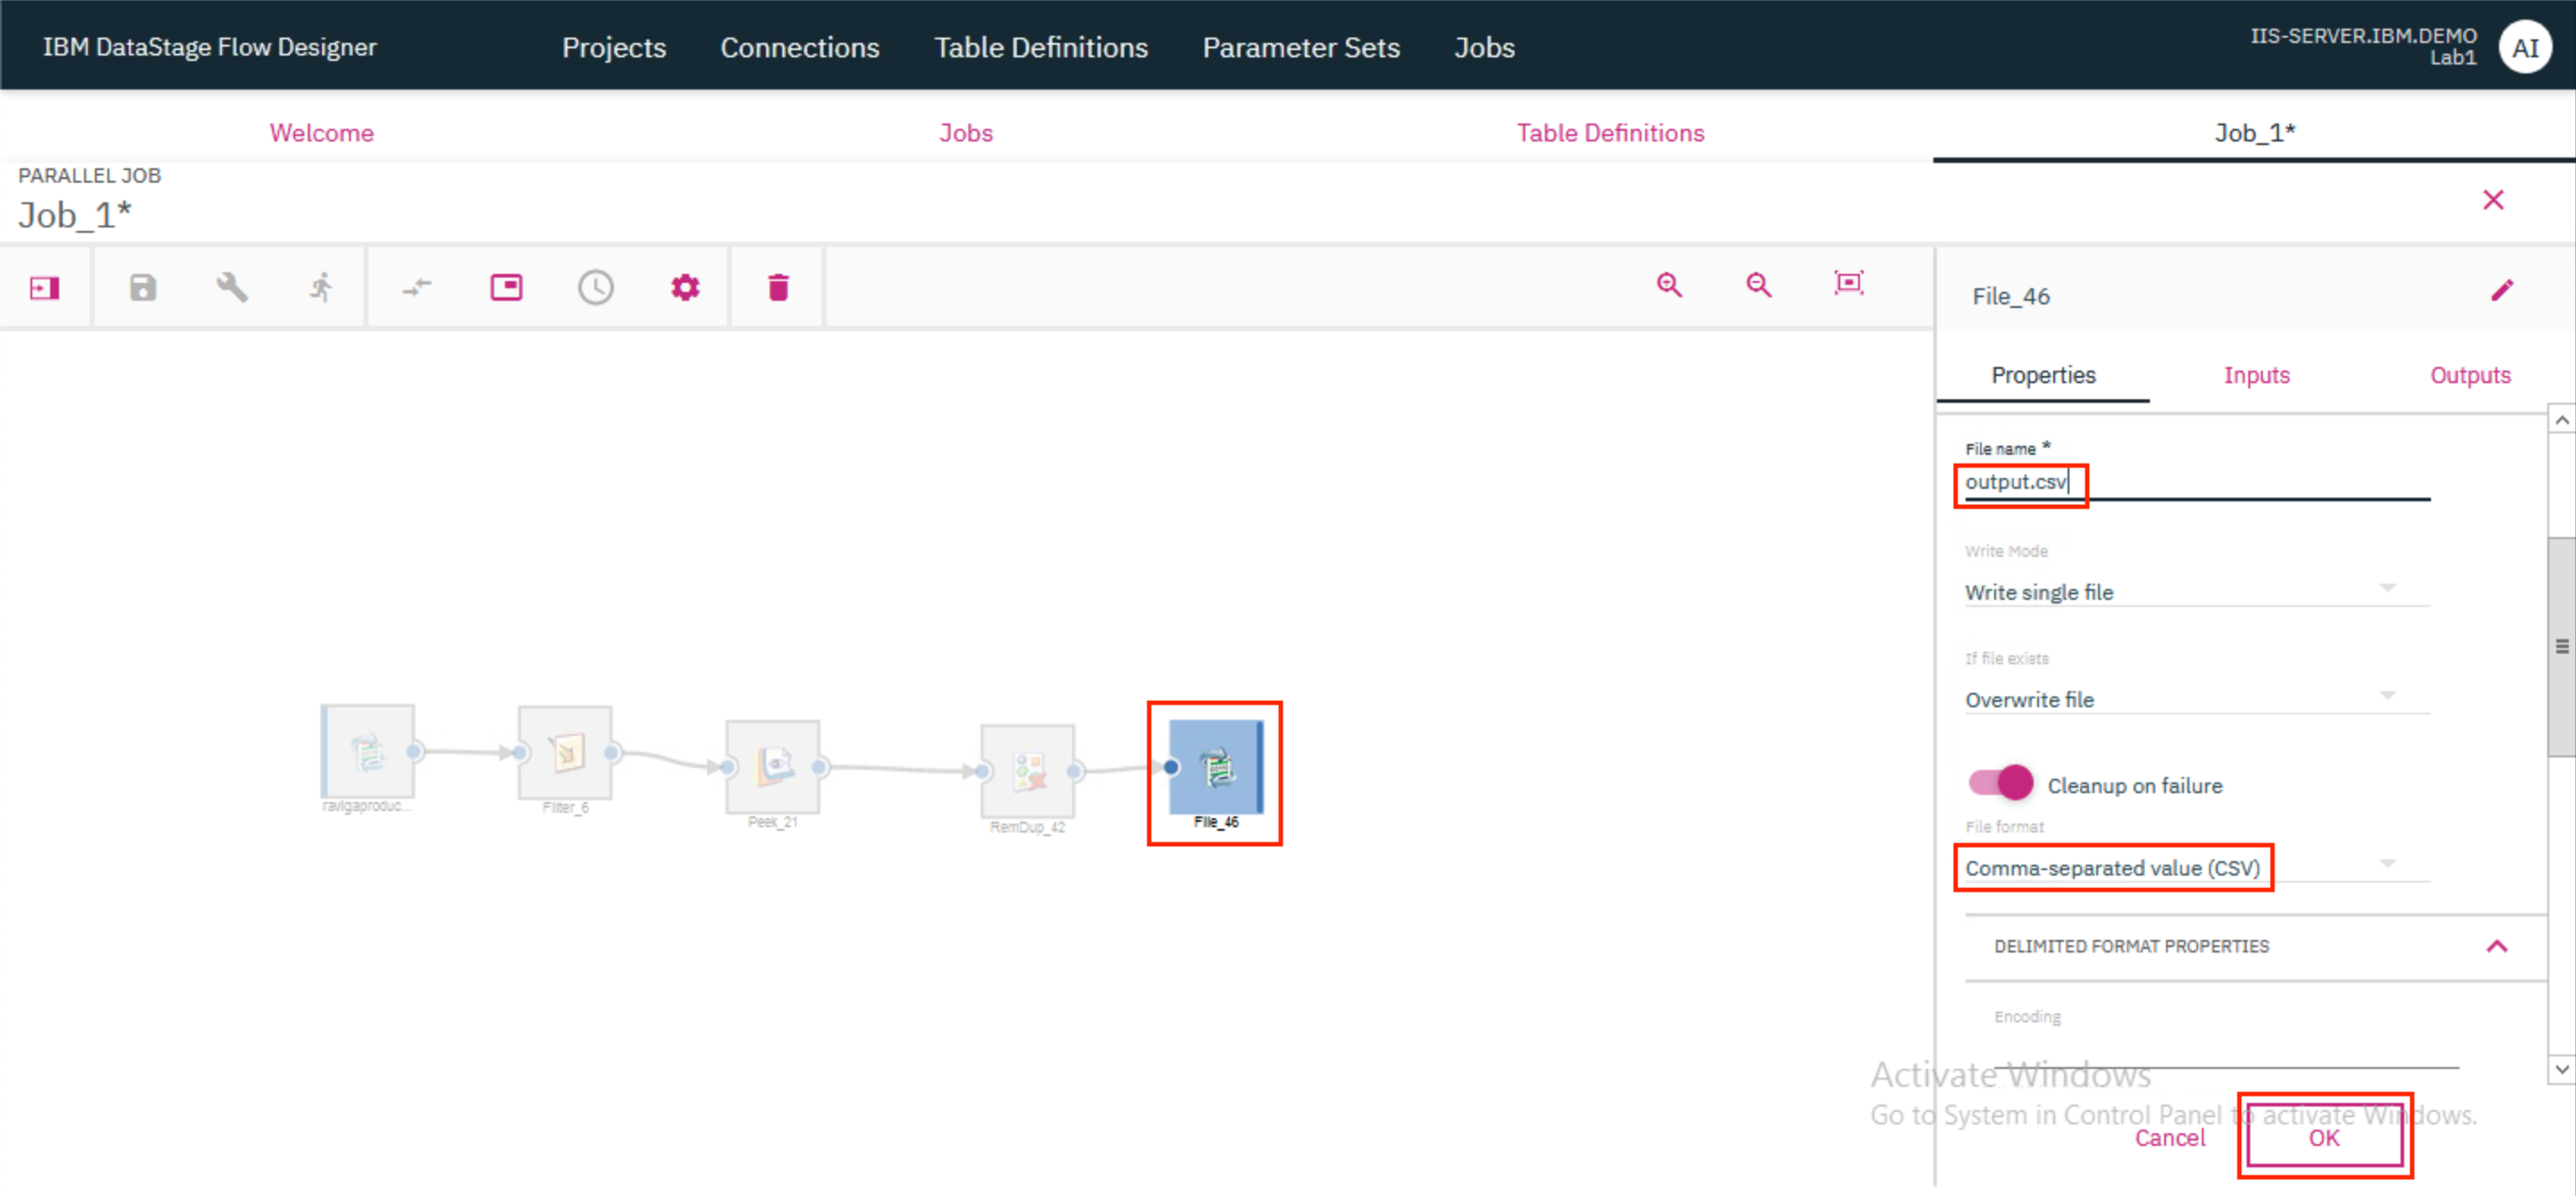 IBM DataStage Flow Designer
Projects
Connections
Table Definitions
Parameter Sets
Jobs
IIS-SERVER.IBM.DEMO
Lab1
AI
Welcome
Jobs
Table Definitions
Job_1*
PARALLEL JOB
Job_1*
File_46
Properties
Inputs
Outputs
File name *
output.csv
Write Mode
Write single file
If file exists
Overwrite file
Cleanup on failure
File format
Comma-separated value (CSV)
DELIMITED FORMAT PROPERTIES
Encoding
ravigaproduc...
Filter_6
Peek_21
RemDup_42
File_46
Activate Windows
Go to System in Control Panel to activate Windows.
Cancel
OK